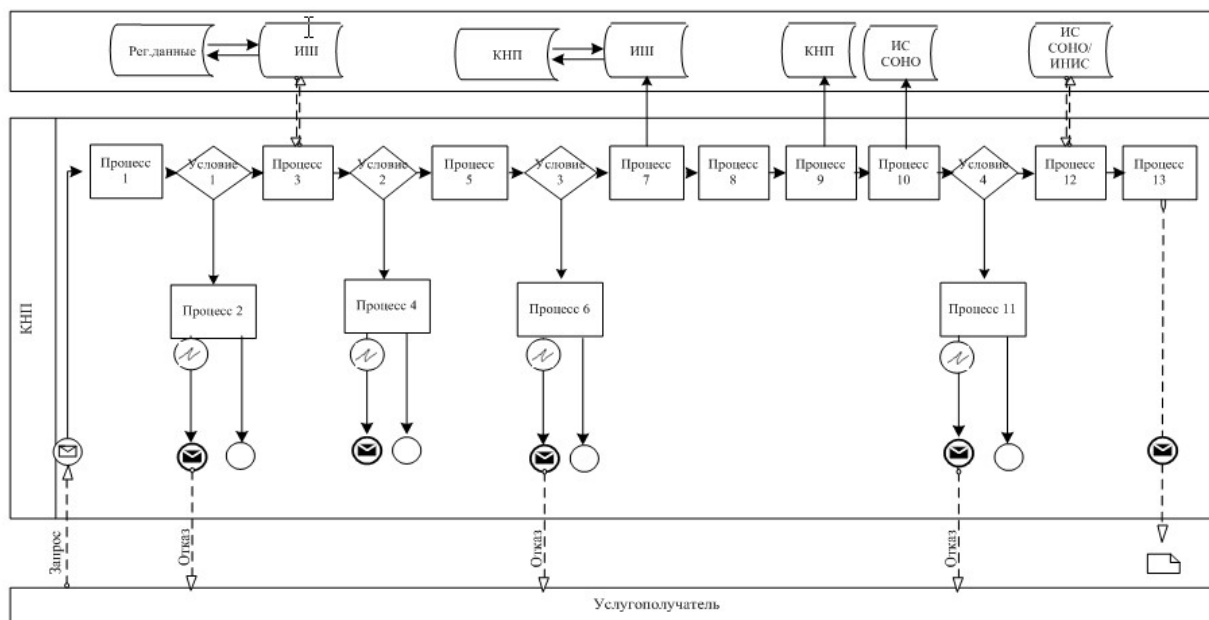 Рег.данные
ИШ
КНП
ИШ
КНП
ИС
СОНО
ИС
СОНО/
ИНИС
КНП
Процесс
1
Условие
1
Процесс
3
Условие
2
Процесс
5
Условие
3
Процесс
7
Процесс
8
Процесс
9
Процесс
10
Условие
4
Процесс
12
Процесс
13
Процесс 2
Процесс 4
Процесс 6
Процесс 11
Запрос
Отказ
Отказ
Отказ
Услугополучатель